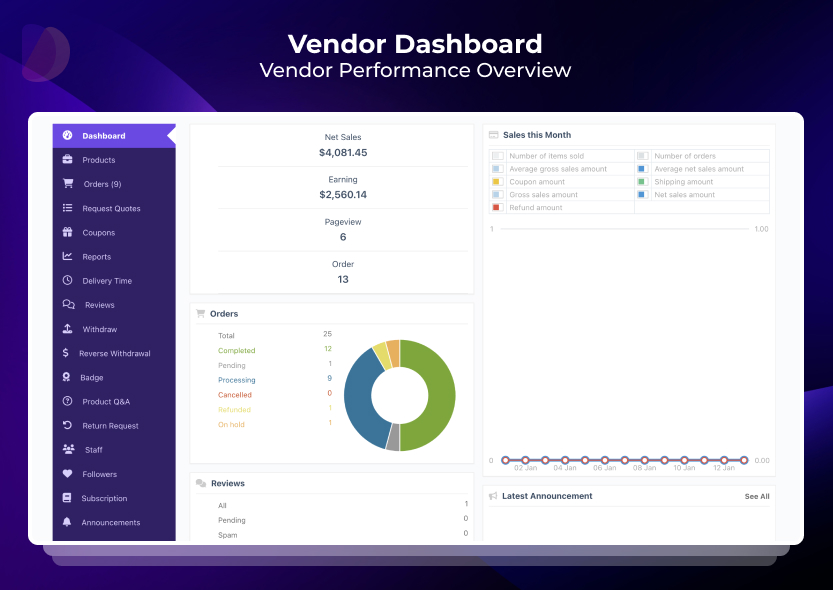 Vendor Dashboard
Vendor Performance Overview
Dashboard
Products
Orders (9)
Request Quotes
Coupons
Reports
Delivery Time
Reviews
Withdraw
Reverse Withdrawal
Badge
Product Q&A
Return Request
Staff
Followers
Subscription
Announcements
Net Sales
$4,081.45
Earning
$2,560.14
Pageview
6
Order
13
Orders
Total 25
Completed 12
Pending 1
Processing 9
Cancelled 0
Refunded 1
On hold 1
Reviews
All 1
Pending 0
Spam 0
Sales this Month
Number of items sold Number of orders
Average gross sales amount Average net sales amount
Coupon amount Shipping amount
Gross sales amount Net sales amount
Refund amount
1 1.00
0 0.00
02 Jan 04 Jan 06 Jan 08 Jan 10 Jan 12 Jan
Latest Announcement See All